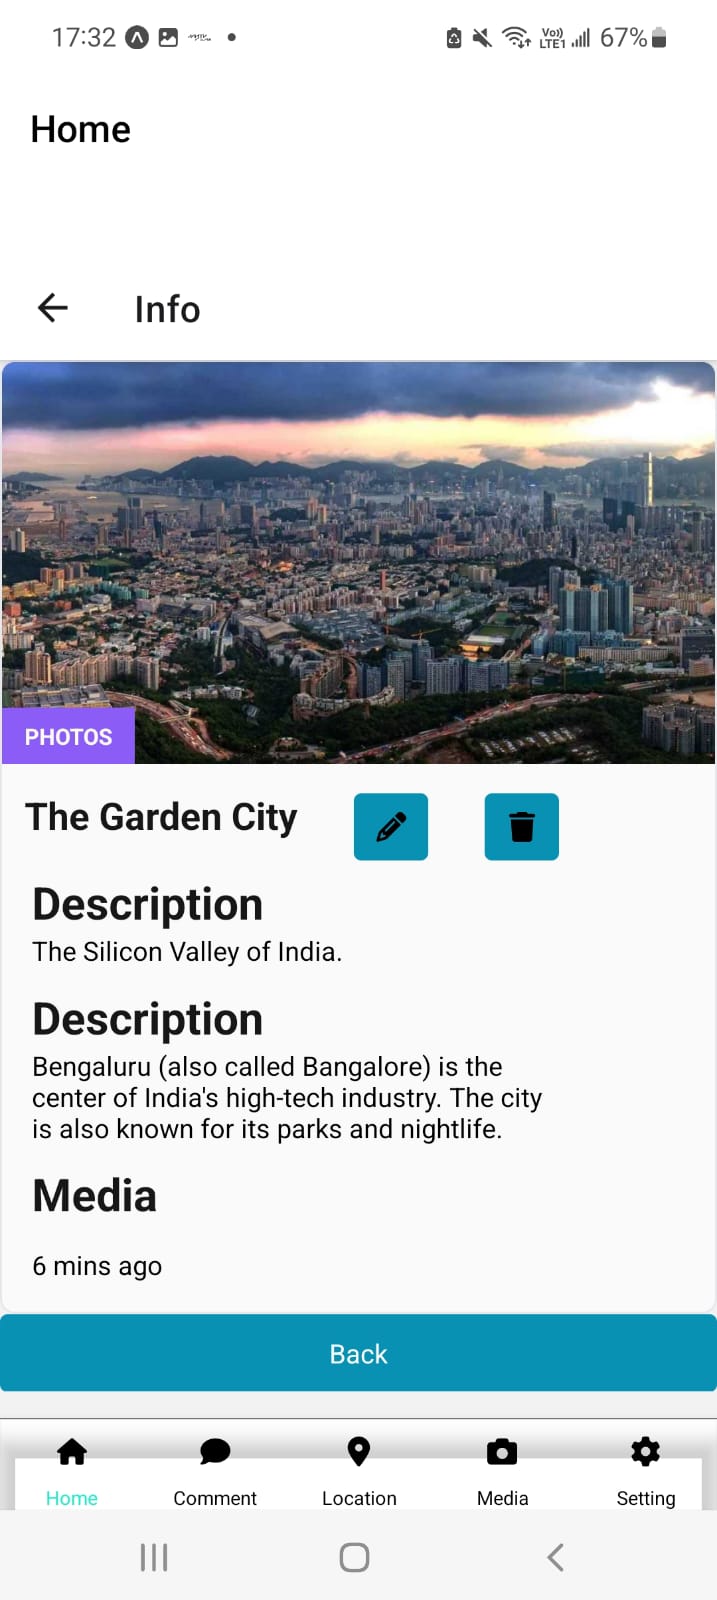 17:32
Vo))
LTE1
67%
Home
Info
PHOTOS
The Garden City
Description
The Silicon Valley of India.
Description
Bengaluru (also called Bangalore) is the
center of India's high-tech industry. The city
is also known for its parks and nightlife.
Media
6 mins ago
Back
Home Comment Location Media Setting